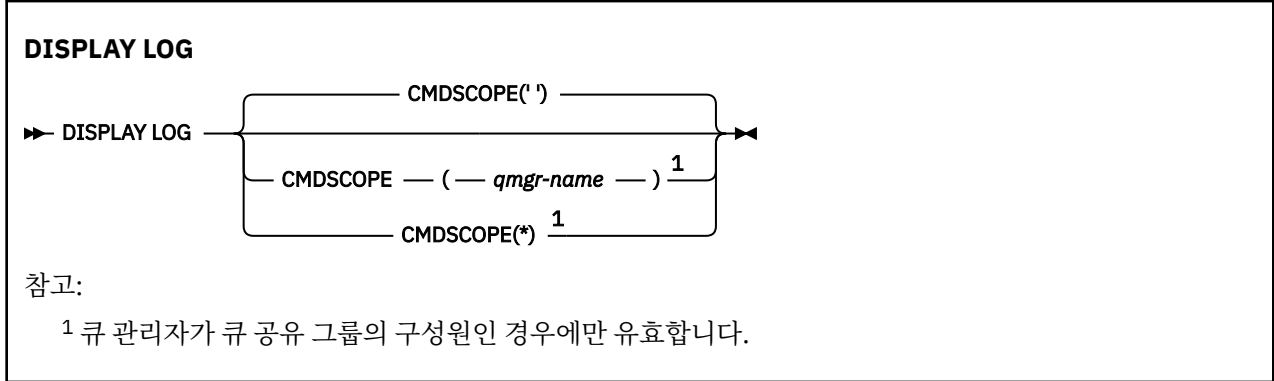 DISPLAY LOG
CMDSCOPE(' ')
DISPLAY LOG
CMDSCOPE ( qmgr-name ) 1
CMDSCOPE(*) 1
참고:
1 큐 관리자가 큐 공유 그룹의 구성원인 경우에만 유효합니다.